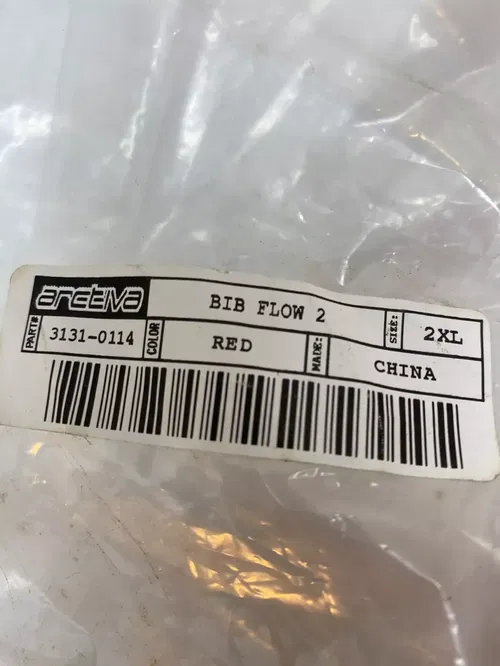 arctiva BIB FLOW 2 SIZE: 2XL
PART# 3131-0114 COLOR RED MADE: CHINA